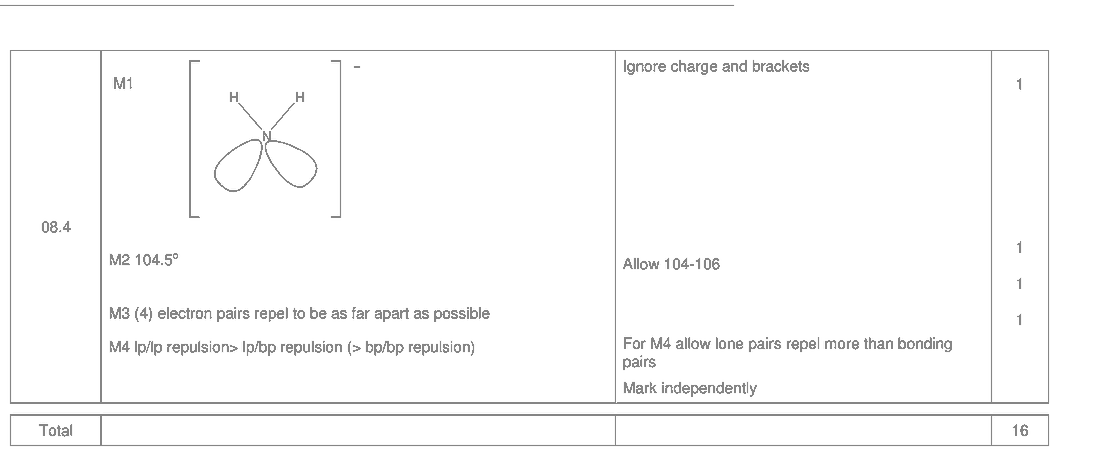 M1
–
H H
N
Ignore charge and brackets
1
08.4
M2 104.5º
Allow 104-106
1
M3 (4) electron pairs repel to be as far apart as possible
1
M4 lp/lp repulsion> lp/bp repulsion (> bp/bp repulsion)
1
For M4 allow lone pairs repel more than bonding
pairs
Mark independently
Total 16